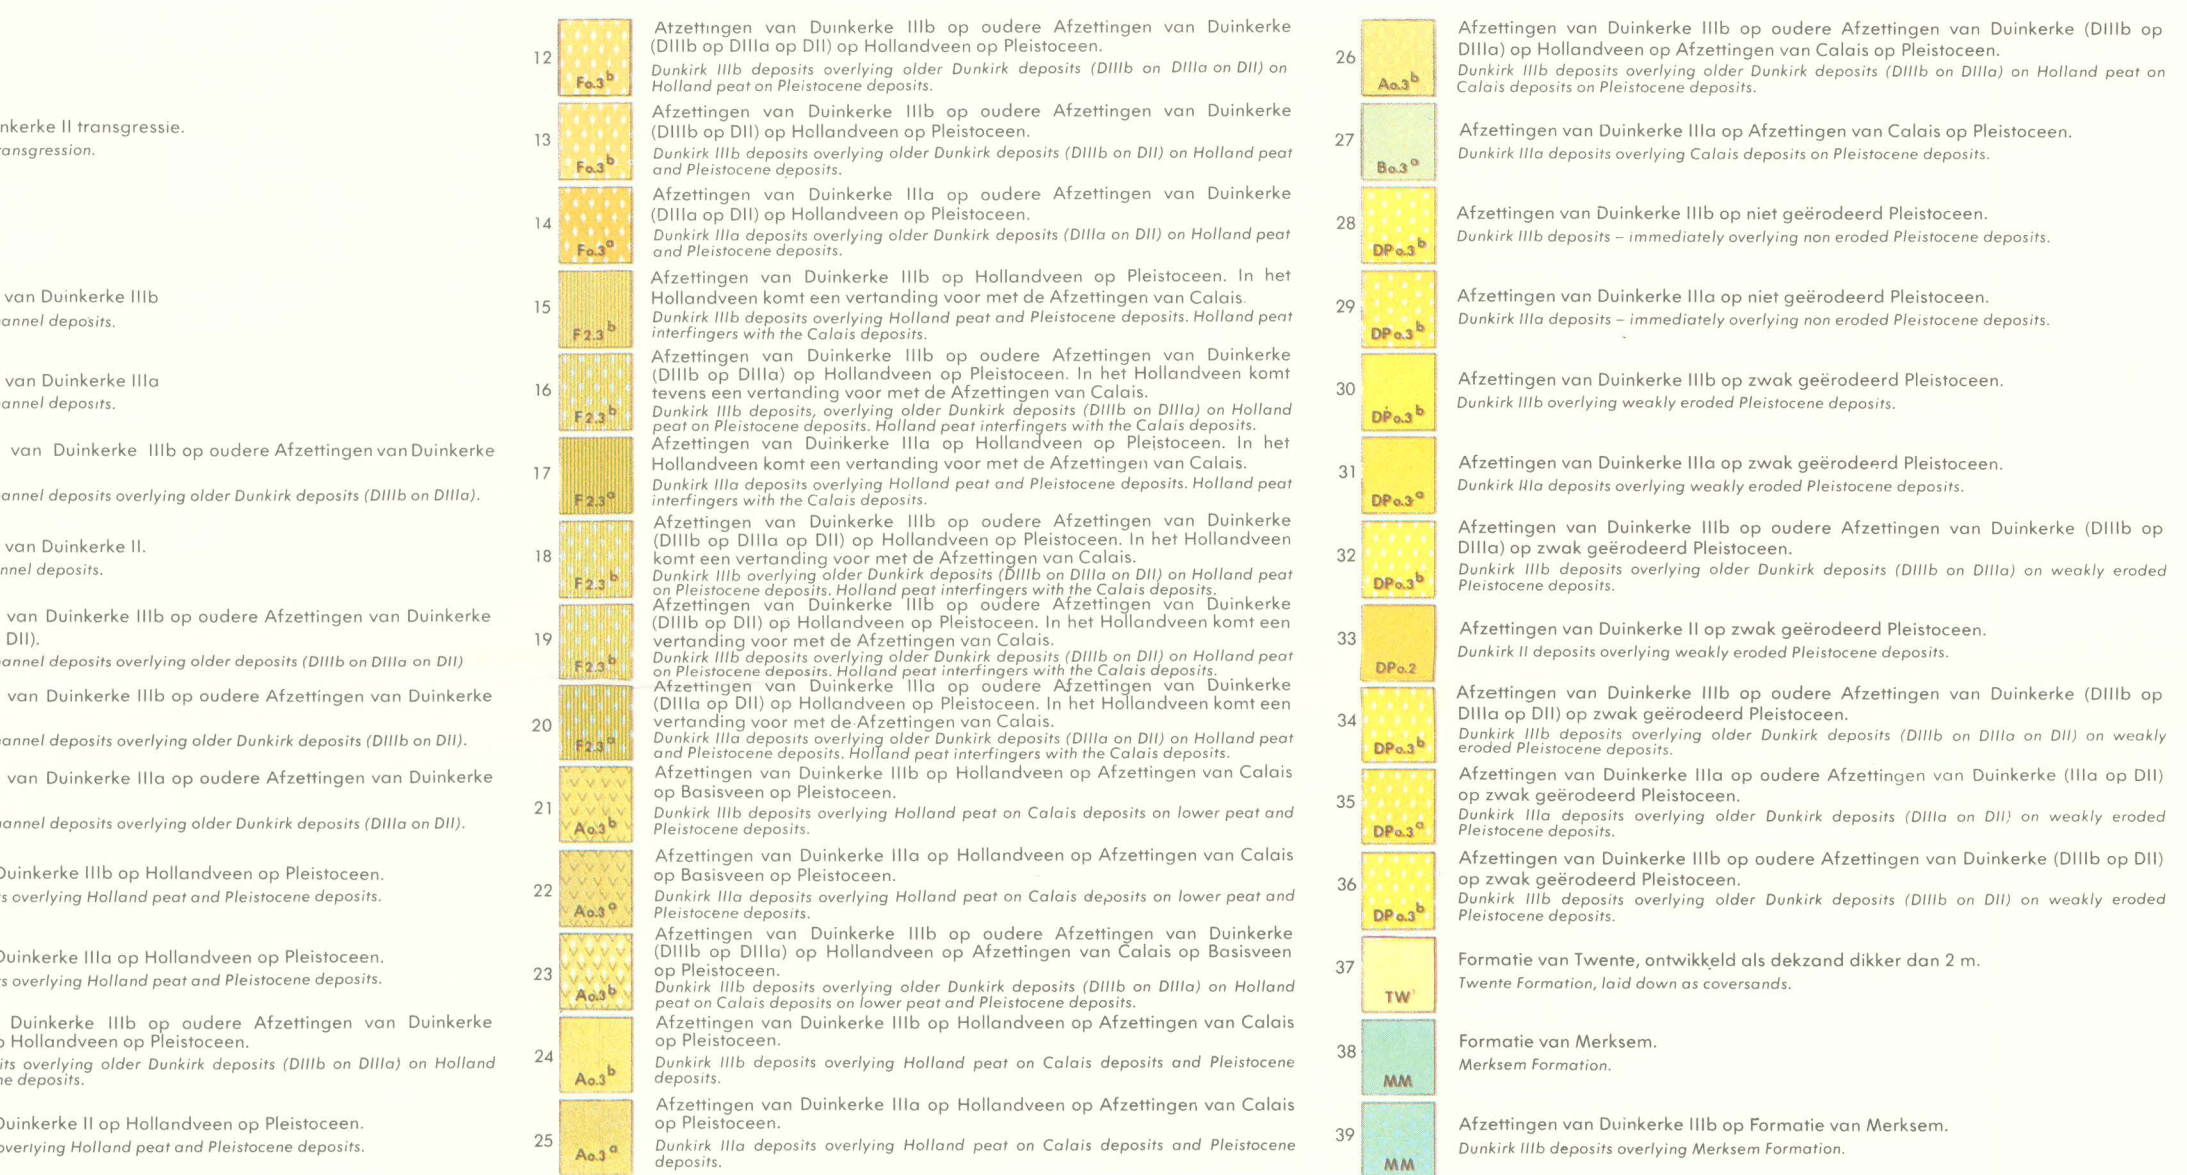 nkerke II transgressie.
ansgression.
van Duinkerke IIIb
annel deposits.
van Duinkerke IIIa
annel deposits.
van Duinkerke IIIb op oudere Afzettingen van Duinkerke
annel deposits overlying older Dunkirk deposits (DIIIb on DIIIa).
van Duinkerke II.
nnel deposits.
van Duinkerke IIIb op oudere Afzettingen van Duinkerke
DII).
annel deposits overlying older deposits (DIIIb on DIIIa on DII)
van Duinkerke IIIb op oudere Afzettingen van Duinkerke
annel deposits overlying older Dunkirk deposits (DIIIb on DII).
van Duinkerke IIIa op oudere Afzettingen van Duinkerke
annel deposits overlying older Dunkirk deposits (DIIIa on DII).
Duinkerke IIIb op Hollandveen op Pleistoceen.
s overlying Holland peat and Pleistocene deposits.
Duinkerke IIIa op Hollandveen op Pleistoceen.
s overlying Holland peat and Pleistocene deposits.
Duinkerke IIIb op oudere Afzettingen van Duinkerke
Hollandveen op Pleistoceen.
its overlying older Dunkirk deposits (DIIIb on DIIIa) on Holland
ne deposits.
Duinkerke II op Hollandveen op Pleistoceen.
overlying Holland peat and Pleistocene deposits.
12
Fo.3b
Afzettingen van Duinkerke IIIb op oudere Afzettingen van Duinkerke
(DIIIb op DIIIa op DII) op Hollandveen op Pleistoceen.
Dunkirk IIIb deposits overlying older Dunkirk deposits (DIIIb on DIIIa on DII) on
Holland peat on Pleistocene deposits.
13
Fo.3b
Afzettingen van Duinkerke IIIb op oudere Afzettingen van Duinkerke
(DIIIb op DII) op Hollandveen op Pleistoceen.
Dunkirk IIIb deposits overlying older Dunkirk deposits (DIIIb on DII) on Holland peat
and Pleistocene deposits.
14
Fo.3a
Afzettingen van Duinkerke IIIa op oudere Afzettingen van Duinkerke
(DIIIa op DII) op Hollandveen op Pleistoceen.
Dunkirk IIIa deposits overlying older Dunkirk deposits (DIIIa on DII) on Holland peat
and Pleistocene deposits.
15
F2.3b
Afzettingen van Duinkerke IIIb op Hollandveen op Pleistoceen. In het
Hollandveen komt een vertanding voor met de Afzettingen van Calais.
Dunkirk IIIb deposits overlying Holland peat and Pleistocene deposits. Holland peat
interfingers with the Calais deposits.
16
F2.3b
Afzettingen van Duinkerke IIIb op oudere Afzettingen van Duinkerke
(DIIIb op DIIIa) op Hollandveen op Pleistoceen. In het Hollandveen komt
tevens een vertanding voor met de Afzettingen van Calais.
Dunkirk IIIb deposits, overlying older Dunkirk deposits (DIIIb on DIIIa) on Holland
peat on Pleistocene deposits. Holland peat interfingers with the Calais deposits.
17
F2.3a
Afzettingen van Duinkerke IIIa op Hollandveen op Pleistoceen. In het
Hollandveen komt een vertanding voor met de Afzettingen van Calais.
Dunkirk IIIa deposits overlying Holland peat and Pleistocene deposits. Holland peat
interfingers with the Calais deposits.
18
F2.3b
Afzettingen van Duinkerke IIIb op oudere Afzettingen van Duinkerke
(DIIIb op DIIIa op DII) op Hollandveen op Pleistoceen. In het Hollandveen
komt een vertanding voor met de Afzettingen van Calais.
Dunkirk IIIb overlying older Dunkirk deposits (DIIIb on DIIIa on DII) on Holland peat
on Pleistocene deposits. Holland peat interfingers with the Calais deposits.
19
F2.3b
Afzettingen van Duinkerke IIIb op oudere Afzettingen van Duinkerke
(DIIIb op DII) op Hollandveen op Pleistoceen. In het Hollandveen komt een
vertanding voor met de Afzettingen van Calais.
Dunkirk IIIb deposits overlying older Dunkirk deposits (DIIIb on DII) on Holland peat
on Pleistocene deposits. Holland peat interfingers with the Calais deposits.
20
F2.3a
Afzettingen van Duinkerke IIIa op oudere Afzettingen van Duinkerke
(DIIIa op DII) op Hollandveen op Pleistoceen. In het Hollandveen komt een
vertanding voor met de Afzettingen van Calais.
Dunkirk IIIa deposits overlying older Dunkirk deposits (DIIIa on DII) on Holland peat
and Pleistocene deposits. Holland peat interfingers with the Calais deposits.
21
Ao.3b
Afzettingen van Duinkerke IIIb op Hollandveen op Afzettingen van Calais
op Basisveen op Pleistoceen.
Dunkirk IIIb deposits overlying Holland peat on Calais deposits on lower peat and
Pleistocene deposits.
22
Ao.3a
Afzettingen van Duinkerke IIIa op Hollandveen op Afzettingen van Calais
op Basisveen op Pleistoceen.
Dunkirk IIIa deposits overlying Holland peat on Calais deposits on lower peat and
Pleistocene deposits.
23
Ao.3b
Afzettingen van Duinkerke IIIb op oudere Afzettingen van Duinkerke
(DIIIb op DIIIa) op Hollandveen op Afzettingen van Calais op Basisveen
op Pleistoceen.
Dunkirk IIIb deposits overlying older Dunkirk deposits (DIIIb on DIIIa) on Holland
peat on Calais deposits on lower peat and Pleistocene deposits.
24
Ao.3b
Afzettingen van Duinkerke IIIb op Hollandveen op Afzettingen van Calais
op Pleistoceen.
Dunkirk IIIb deposits overlying Holland peat on Calais deposits and Pleistocene
deposits.
25
Ao.3a
Afzettingen van Duinkerke IIIa op Hollandveen op Afzettingen van Calais
op Pleistoceen.
Dunkirk IIIa deposits overlying Holland peat on Calais deposits and Pleistocene
deposits.
26
Ao.3b
Afzettingen van Duinkerke IIIb op oudere Afzettingen van Duinkerke (DIIIb op
DIIIa) op Hollandveen op Afzettingen van Calais op Pleistoceen.
Dunkirk IIIb deposits overlying older Dunkirk deposits (DIIIb on DIIIa) on Holland peat on
Calais deposits on Pleistocene deposits.
27
Bo.3a
Afzettingen van Duinkerke IIIa op Afzettingen van Calais op Pleistoceen.
Dunkirk IIIa deposits overlying Calais deposits on Pleistocene deposits.
28
DPo.3b
Afzettingen van Duinkerke IIIb op niet geërodeerd Pleistoceen.
Dunkirk IIIb deposits – immediately overlying non eroded Pleistocene deposits.
29
DPo.3b
Afzettingen van Duinkerke IIIa op niet geërodeerd Pleistoceen.
Dunkirk IIIa deposits – immediately overlying non eroded Pleistocene deposits.
30
DPo.3b
Afzettingen van Duinkerke IIIb op zwak geërodeerd Pleistoceen.
Dunkirk IIIb overlying weakly eroded Pleistocene deposits.
31
DPo.3a
Afzettingen van Duinkerke IIIa op zwak geërodeerd Pleistoceen.
Dunkirk IIIa deposits overlying weakly eroded Pleistocene deposits.
32
DPo.3b
Afzettingen van Duinkerke IIIb op oudere Afzettingen van Duinkerke (DIIIb op
DIIIa) op zwak geërodeerd Pleistoceen.
Dunkirk IIIb deposits overlying older Dunkirk deposits (DIIIb on DIIIa) on weakly eroded
Pleistocene deposits.
33
DPo.2
Afzettingen van Duinkerke II op zwak geërodeerd Pleistoceen.
Dunkirk II deposits overlying weakly eroded Pleistocene deposits.
34
DPo.3b
Afzettingen van Duinkerke IIIb op oudere Afzettingen van Duinkerke (DIIIb op
DIIIa op DII) op zwak geërodeerd Pleistoceen.
Dunkirk IIIb deposits overlying older Dunkirk deposits (DIIIb on DIIIa on DII) on weakly
eroded Pleistocene deposits.
35
DPo.3a
Afzettingen van Duinkerke IIIa op oudere Afzettingen van Duinkerke (IIIa op DII)
op zwak geërodeerd Pleistoceen.
Dunkirk IIIa deposits overlying older Dunkirk deposits (DIIIa on DII) on weakly eroded
Pleistocene deposits.
36
DPo.3b
Afzettingen van Duinkerke IIIb op oudere Afzettingen van Duinkerke (DIIIb op DII)
op zwak geërodeerd Pleistoceen.
Dunkirk IIIb deposits overlying older Dunkirk deposits (DIIIb on DII) on weakly eroded
Pleistocene deposits.
37
TW
Formatie van Twente, ontwikkeld als dekzand dikker dan 2 m.
Twente Formation, laid down as coversands.
38
MM
Formatie van Merksem.
Merksem Formation.
39
MM
Afzettingen van Duinkerke IIIb op Formatie van Merksem.
Dunkirk IIIb deposits overlying Merksem Formation.